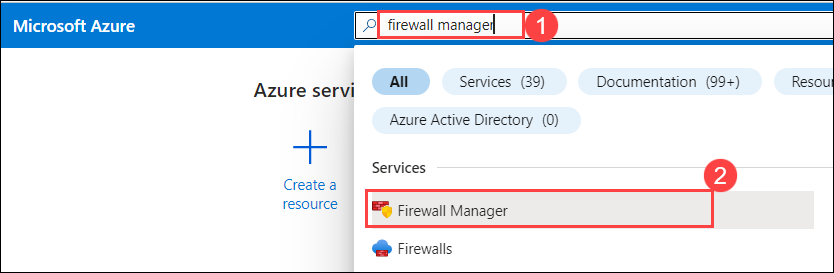 Microsoft Azure
firewall manager
1
All
Services (39)
Documentation (99+)
Resour
Azure Active Directory (0)
Azure servi
Create a
resource
Services
2
Firewall Manager
Firewalls